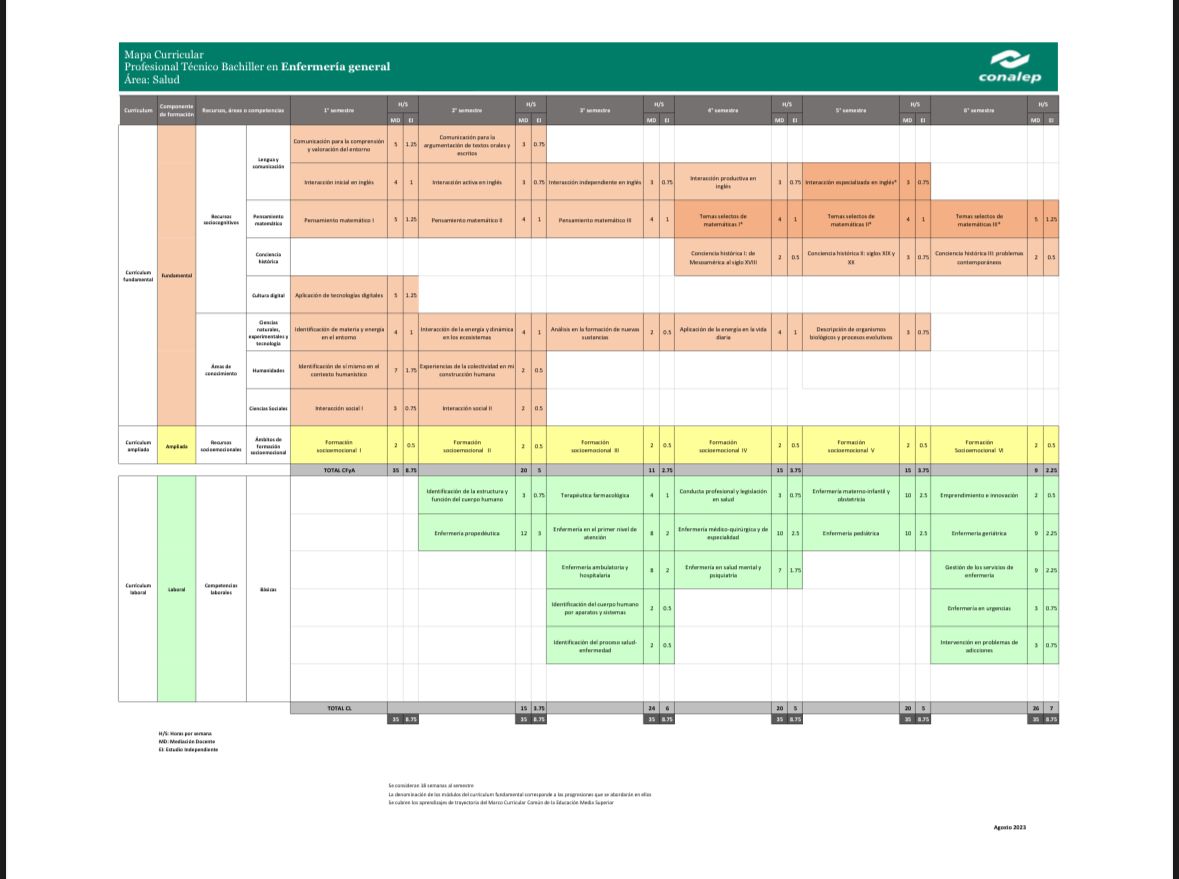 Mapa Curricular
Profesional Técnico Bachiller en Enfermería general
Área: Salud
conalep
Currículum
Componente
de formación
Recursos, áreas o competencias
1° semestre
H/S
2° semestre
H/S
3° semestre
H/S
4° semestre
H/S
5° semestre
H/S
6° semestre
H/S
MD EI
MD EI
MD EI
MD EI
MD EI
MD EI
Currículum
fundamental
Fundamental
Recursos
sociocognitivos
Lengua y
comunicación
Comunicación para la comprensión
y valoración del entorno
5 1.25
Comunicación para la
argumentación de textos orales y
escritos
3 0.75
Interacción inicial en inglés
4 1
Interacción activa en inglés
3 0.75
Interacción independiente en inglés
3 0.75
Interacción productiva en
inglés
3 0.75
Interacción especializada en inglés*
3 0.75
Pensamiento
matemático
Pensamiento matemático I
5 1.25
Pensamiento matemático II
4 1
Pensamiento matemático III
4 1
Temas selectos de
matemáticas I*
4 1
Temas selectos de
matemáticas II*
4 1
Temas selectos de
matemáticas III*
5 1.25
Conciencia
histórica
Conciencia histórica I: de
Mesoamérica al siglo XVIII
2 0.5
Conciencia histórica II: siglos XIX y
XX
3 0.75
Conciencia histórica III: problemas
contemporáneos
2 0.5
Cultura digital
Aplicación de tecnologías digitales
5 1.25
Áreas de
conocimiento
Ciencias
naturales,
experimentales y
tecnología
Identificación de materia y energía
en el entorno
4 1
Interacción de la energía y dinámica
en los ecosistemas
4 1
Análisis en la formación de nuevas
sustancias
2 0.5
Aplicación de la energía en la vida
diaria
4 1
Descripción de organismos
biológicos y procesos evolutivos
3 0.75
Humanidades
Identificación de sí mismo en el
contexto humanístico
7 1.75
Experiencias de la colectividad en mi
construcción humana
2 0.5
Ciencias Sociales
Interacción social I
3 0.75
Interacción social II
2 0.5
Currículum
ampliado
Ampliado
Recursos
socioemocionales
Ámbitos de
formación
socioemocional
Formación
socioemocional I
2 0.5
Formación
socioemocional II
2 0.5
Formación
socioemocional III
2 0.5
Formación
socioemocional IV
2 0.5
Formación
socioemocional V
2 0.5
Formación
Socioemocional VI
2 0.5
TOTAL CFyA 35 8.75 20 5 11 2.75 15 3.75 15 3.75 9 2.25
Currículum
laboral
Laboral
Competencias
laborales
Básicas
Identificación de la estructura y
función del cuerpo humano
3 0.75
Terapéutica farmacológica
4 1
Conducta profesional y legislación
en salud
3 0.75
Enfermería materno-infantil y
obstetricia
10 2.5
Emprendimiento e innovación
2 0.5
Enfermería propedéutica
12 3
Enfermería en el primer nivel de
atención
8 2
Enfermería médico-quirúrgica y de
especialidad
10 2.5
Enfermería pediátrica
10 2.5
Enfermería geriátrica
9 2.25
Enfermería ambulatoria y
hospitalaria
8 2
Enfermería en salud mental y
psiquiatría
7 1.75
Gestión de los servicios de
enfermería
9 2.25
Identificación del cuerpo humano
por aparatos y sistemas
2 0.5
Enfermería en urgencias
3 0.75
Identificación del proceso salud-
enfermedad
2 0.5
Intervención en problemas de
adicciones
3 0.75
TOTAL CL 15 3.75 24 6 20 5 20 5 26 7
35 8.75 35 8.75 35 8.75 35 8.75 35 8.75 35 8.75
H/S: Horas por semana
MD: Mediación Docente
EI: Estudio Independiente
Se consideran 18 semanas al semestre
La denominación de los módulos del currículum fundamental corresponde a las progresiones que se abordarán en ellos
Se cubren los aprendizajes de trayectoria del Marco Curricular Común de la Educación Media Superior
Agosto 2023